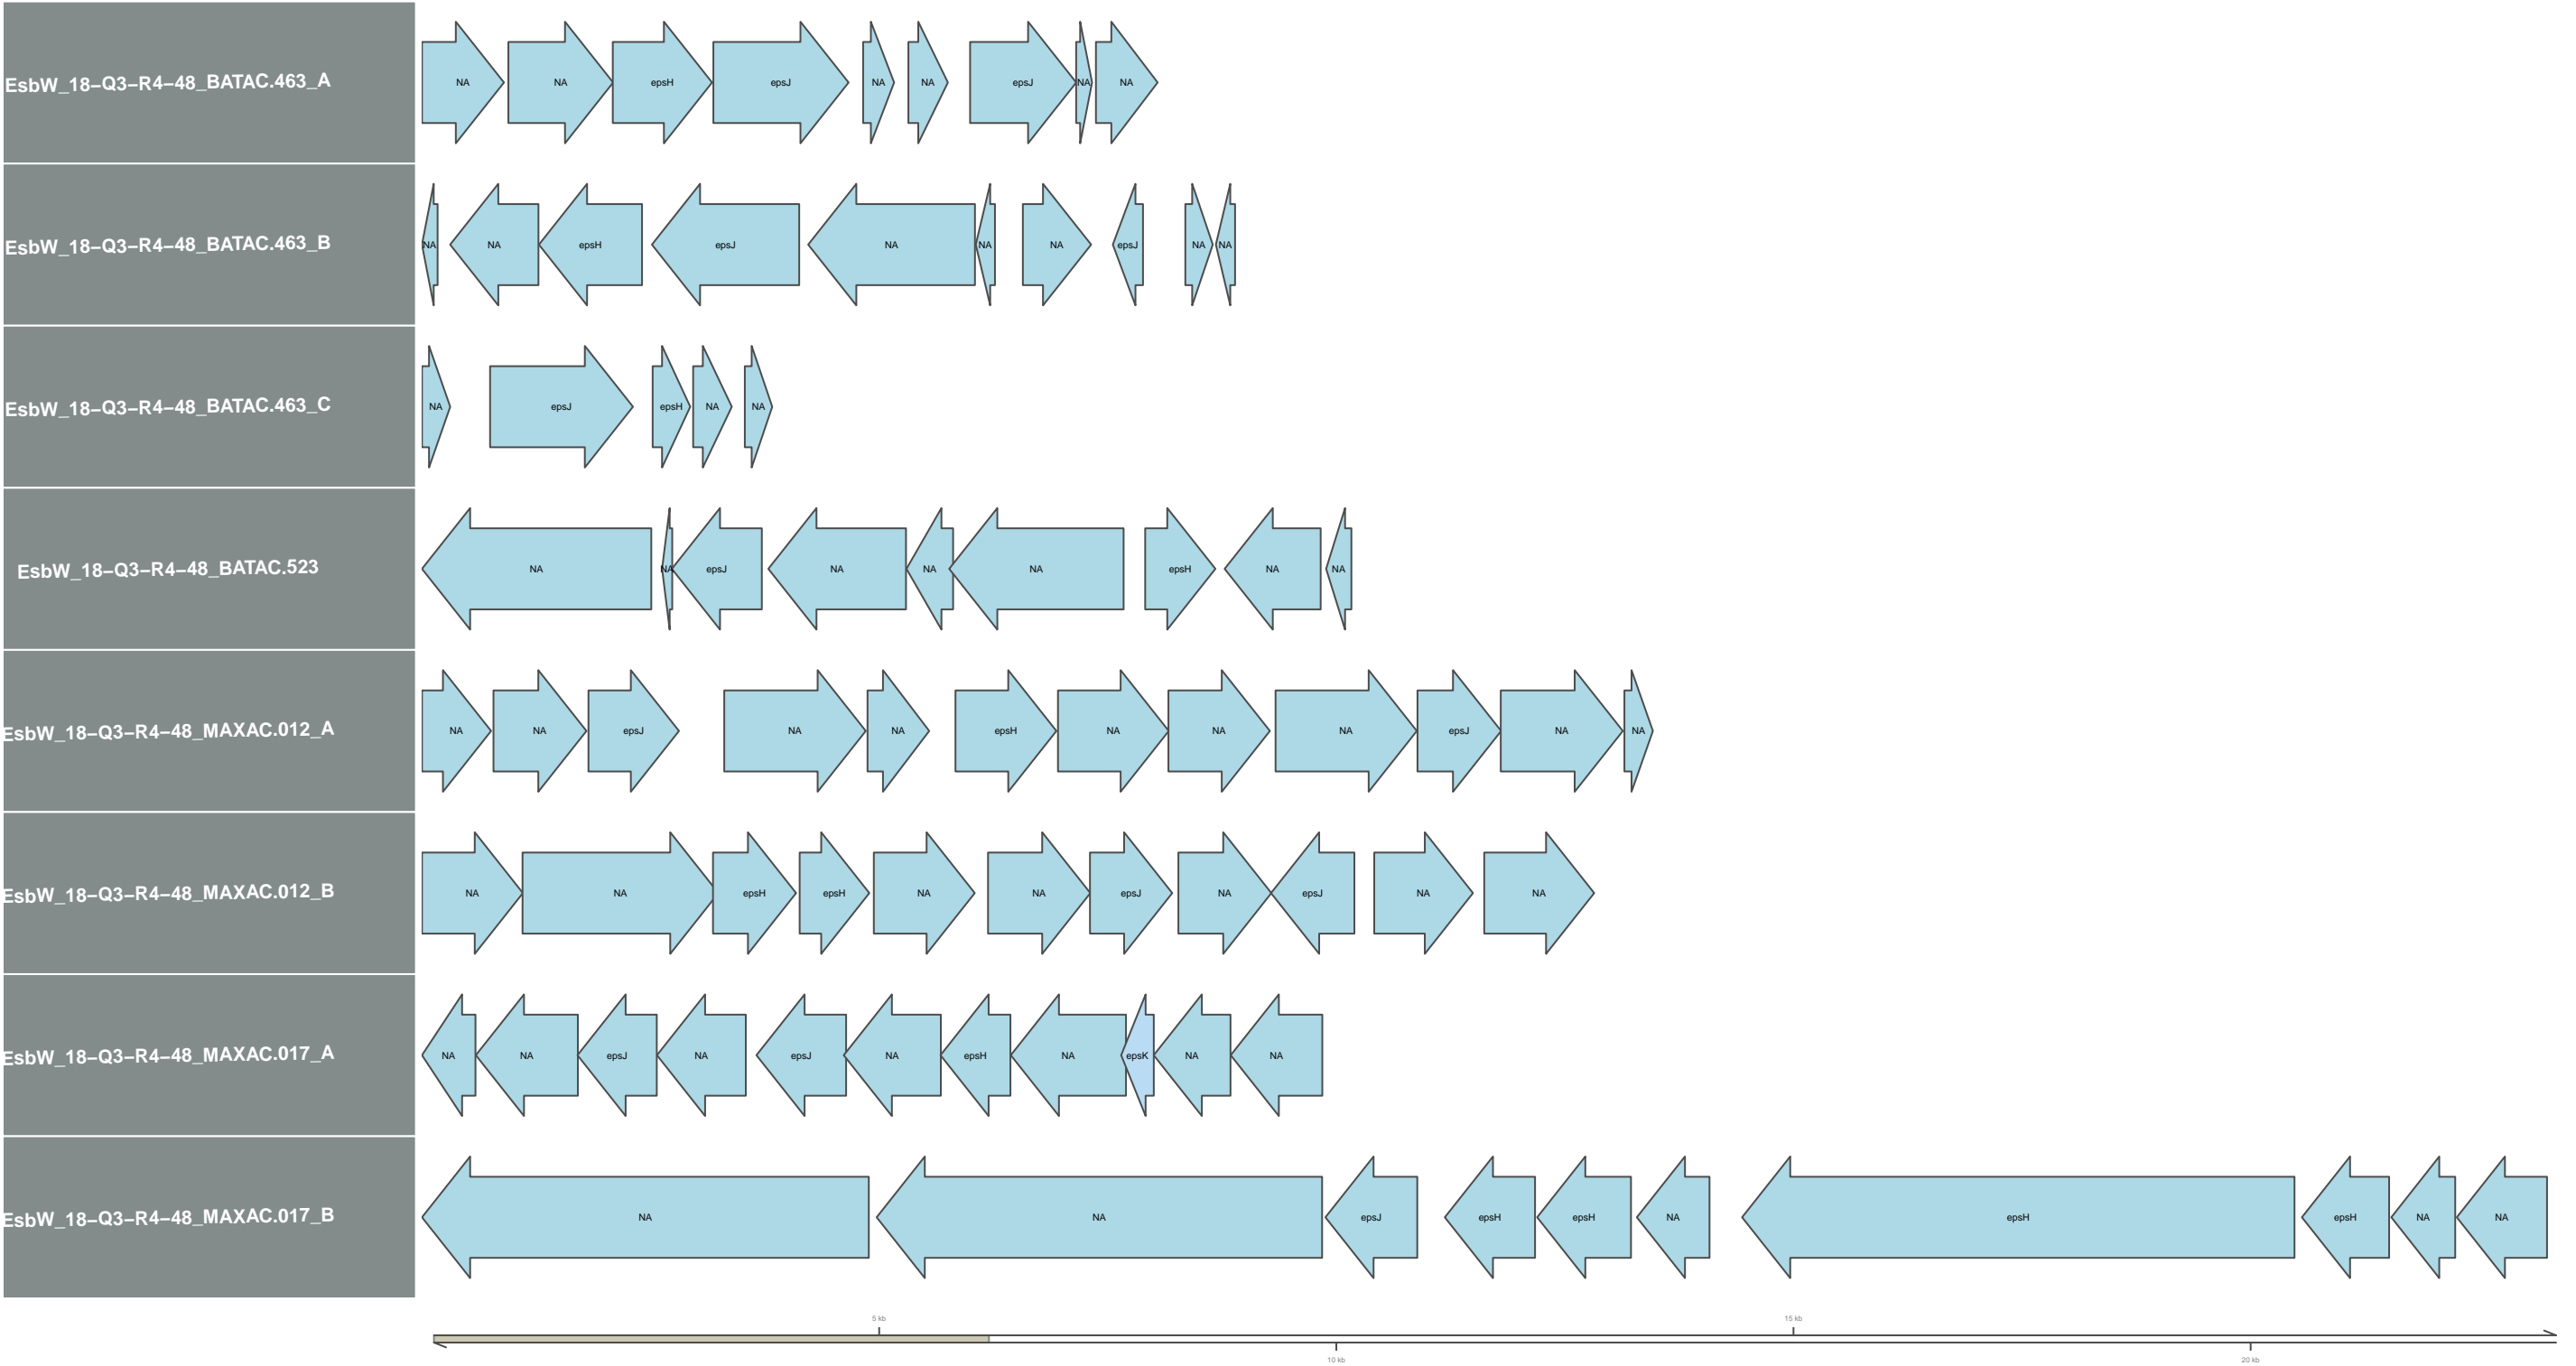 EsbW_18−Q3−R4−48_BATAC.463_A NA NA epsH epsJ NA NA epsJ NA NA
EsbW_18−Q3−R4−48_BATAC.463_B NA NA epsH epsJ NA NA NA epsJ NA NA
EsbW_18−Q3−R4−48_BATAC.463_C NA epsJ epsH NA NA
EsbW_18−Q3−R4−48_BATAC.523 NA NA epsJ NA NA NA epsH NA NA
EsbW_18−Q3−R4−48_MAXAC.012_A NA NA epsJ NA NA epsH NA NA NA epsJ NA NA
EsbW_18−Q3−R4−48_MAXAC.012_B NA NA epsH epsH NA NA epsJ NA epsJ NA NA
EsbW_18−Q3−R4−48_MAXAC.017_A NA NA epsJ NA epsJ NA epsH NA epsK NA NA
EsbW_18−Q3−R4−48_MAXAC.017_B NA NA epsJ epsH epsH NA epsH epsH NA NA
5 kb 15 kb
10 kb 20 kb